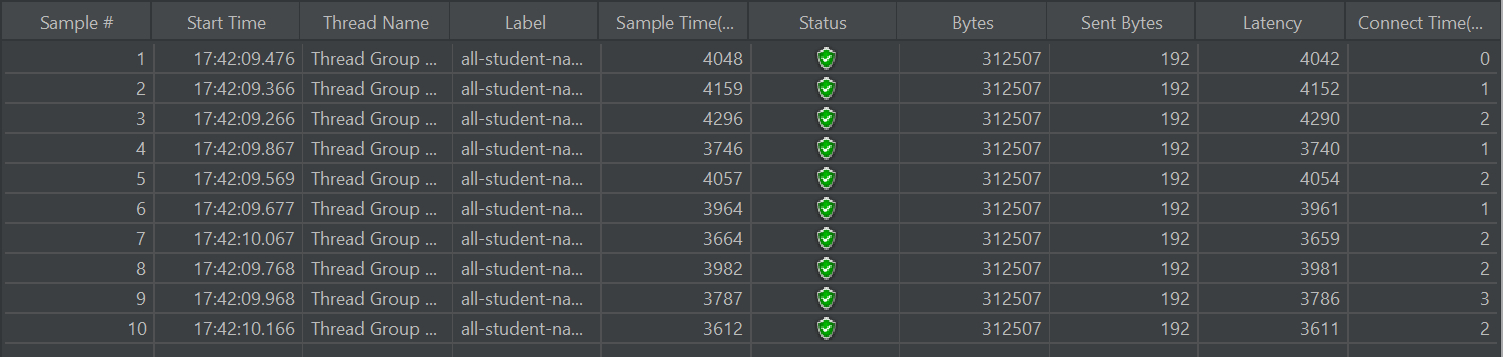 Sample # Start Time Thread Name Label Sample Time(... Status Bytes Sent Bytes Latency Connect Time(...
1 17:42:09.476 Thread Group ... all-student-na... 4048 312507 192 4042 0
2 17:42:09.366 Thread Group ... all-student-na... 4159 312507 192 4152 1
3 17:42:09.266 Thread Group ... all-student-na... 4296 312507 192 4290 2
4 17:42:09.867 Thread Group ... all-student-na... 3746 312507 192 3740 1
5 17:42:09.569 Thread Group ... all-student-na... 4057 312507 192 4054 2
6 17:42:09.677 Thread Group ... all-student-na... 3964 312507 192 3961 1
7 17:42:10.067 Thread Group ... all-student-na... 3664 312507 192 3659 2
8 17:42:09.768 Thread Group ... all-student-na... 3982 312507 192 3981 2
9 17:42:09.968 Thread Group ... all-student-na... 3787 312507 192 3786 3
10 17:42:10.166 Thread Group ... all-student-na... 3612 312507 192 3611 2